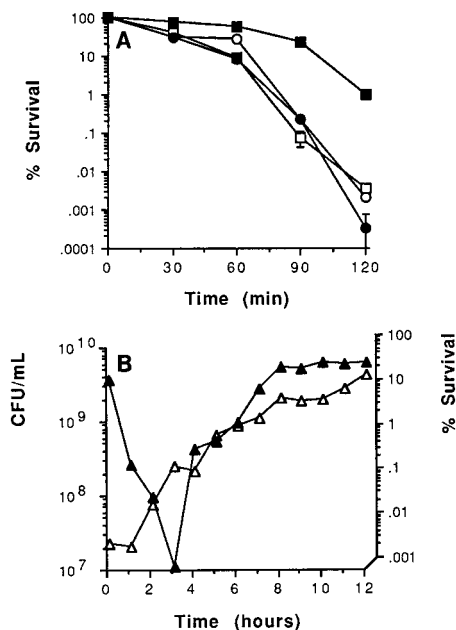 A
% Survival
100
10
1
.1
.01
.001
.0001
0 30 60 90 120
Time (min)
B
CFU/mL
10^10
10^9
10^8
10^7
% Survival
100
10
1
.1
.01
.001
0 2 4 6 8 10 12
Time (hours)